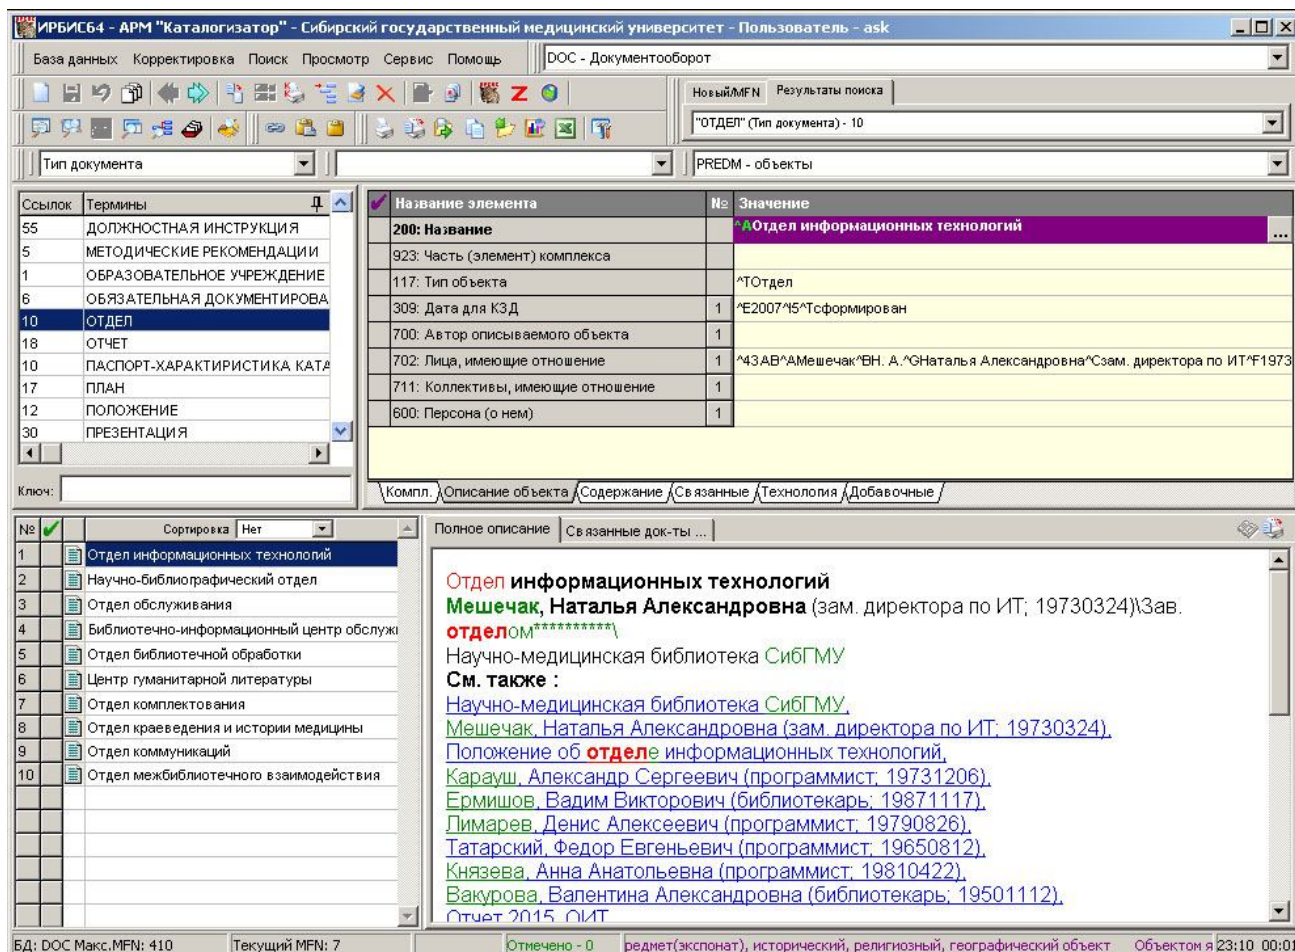 ИРБИС64 - АРМ "Каталогизатор" - Сибирский государственный медицинский университет - Пользователь - ask
База данных Корректировка Поиск Просмотр Сервис Помощь
DOC - Документооборот
Новый/MFN Результаты поиска
"ОТДЕЛ" (Тип документа) - 10
Тип документа
PREDM - объекты
Ссылок Термины
55 ДОЛЖНОСТНАЯ ИНСТРУКЦИЯ
5 МЕТОДИЧЕСКИЕ РЕКОМЕНДАЦИИ
1 ОБРАЗОВАТЕЛЬНОЕ УЧРЕЖДЕНИЕ
6 ОБЯЗАТЕЛЬНАЯ ДОКУМЕНТИРОВА
10 ОТДЕЛ
18 ОТЧЕТ
10 ПАСПОРТ-ХАРАКТИРИСТИКА КАТА
17 ПЛАН
12 ПОЛОЖЕНИЕ
30 ПРЕЗЕНТАЦИЯ
Ключ:
Название элемента № Значение
200: Название ^AОтдел информационных технологий ...
923: Часть (элемент) комплекса
117: Тип объекта ^TОтдел
309: Дата для КЗД 1 ^E2007^I5^Tсформирован
700: Автор описываемого объекта 1
702: Лица, имеющие отношение 1 ^43AB^AМешечак^BН. А.^GНаталья Александровна^Cзам. директора по ИТ^F1973
711: Коллективы, имеющие отношение 1
600: Персона (о нем) 1
Компл. Описание объекта Содержание Связанные Технология Добавочные
№ Сортировка Нет
1 Отдел информационных технологий
2 Научно-библиографический отдел
3 Отдел обслуживания
4 Библиотечно-информационный центр обслужи
5 Отдел библиотечной обработки
6 Центр гуманитарной литературы
7 Отдел комплектования
8 Отдел краеведения и истории медицины
9 Отдел коммуникаций
10 Отдел межбиблиотечного взаимодействия
Полное описание Связанные док-ты ...
Отдел информационных технологий
Мешечак, Наталья Александровна (зам. директора по ИТ; 19730324)\Зав.
отделом**********\
Научно-медицинская библиотека СибГМУ
См. также :
Научно-медицинская библиотека СибГМУ,
Мешечак, Наталья Александровна (зам. директора по ИТ; 19730324),
Положение об отделе информационных технологий,
Карауш, Александр Сергеевич (программист; 19731206),
Ермишов, Вадим Викторович (библиотекарь; 19871117),
Лимарев, Денис Алексеевич (программист; 19790826),
Татарский, Федор Евгеньевич (программист; 19650812),
Князева, Анна Анатольевна (программист; 19810422),
Вакурова, Валентина Александровна (библиотекарь; 19501112),
Отчет 2015. ОИТ
БД: DOC Макс.MFN: 410 Текущий MFN: 7 Отмечено - 0 редмет(экспонат), исторический, религиозный, географический объект Объектом я 23:10 00:01